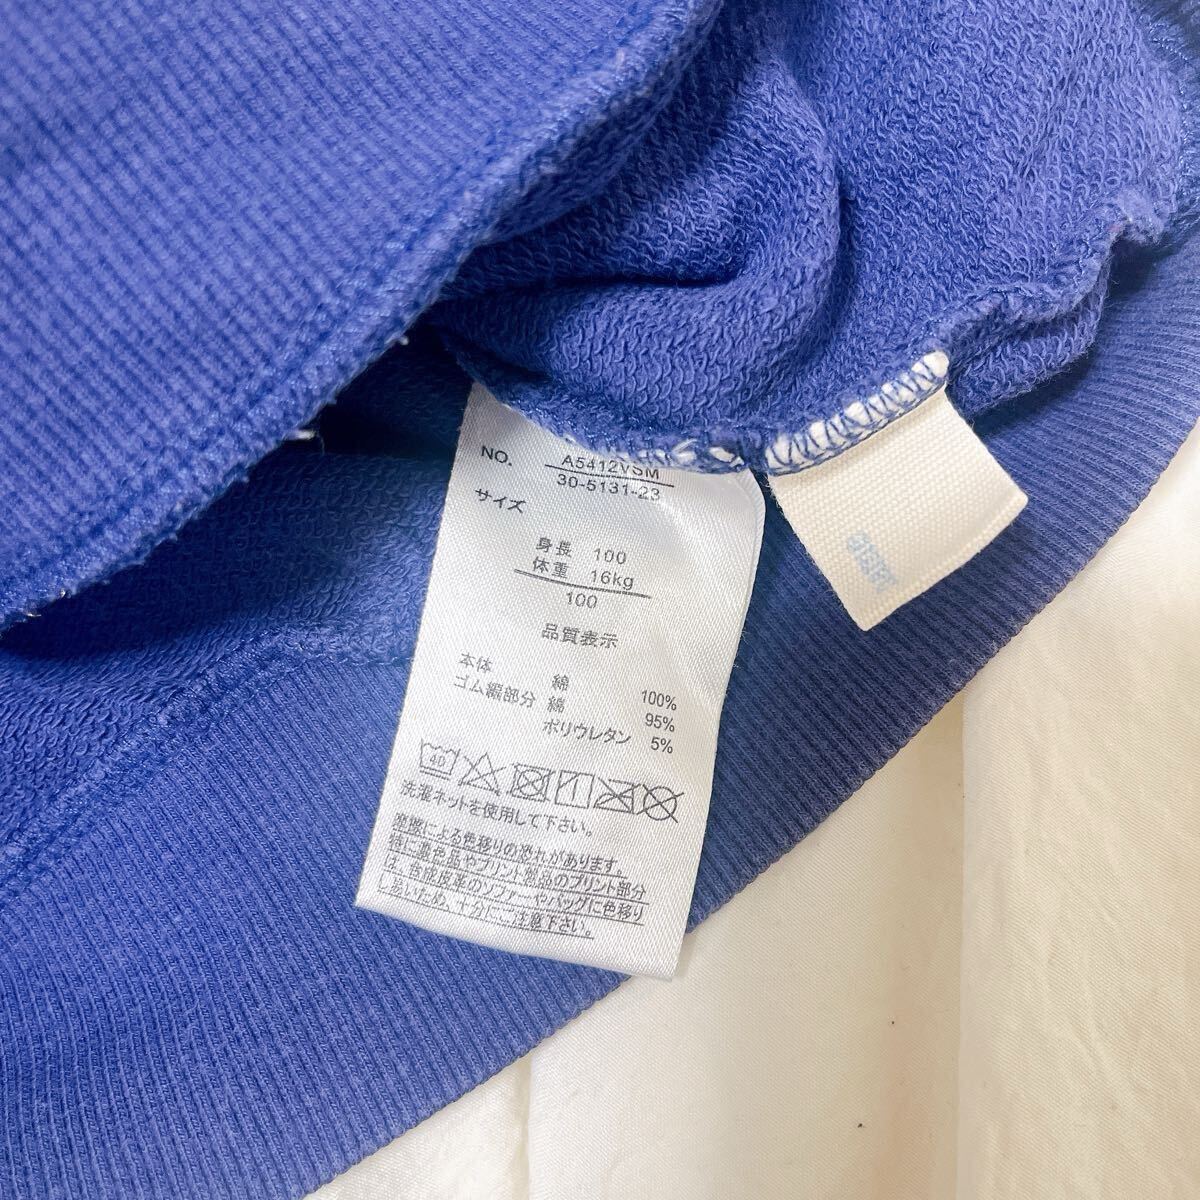 NO. A5412VSM
30-5131-23
サイズ
身長 100
体重 16kg
100
品質表示
本体 綿 100%
ゴム編部分 綿 95%
ポリウレタン 5%
40
洗濯ネットを使用して下さい。
摩擦による色移りの恐れがあります。
特に濃色品やプリント製品のプリント部分
は、合成皮革のソファーやバッグに色移り
しあいため、十方にご注意下さい。